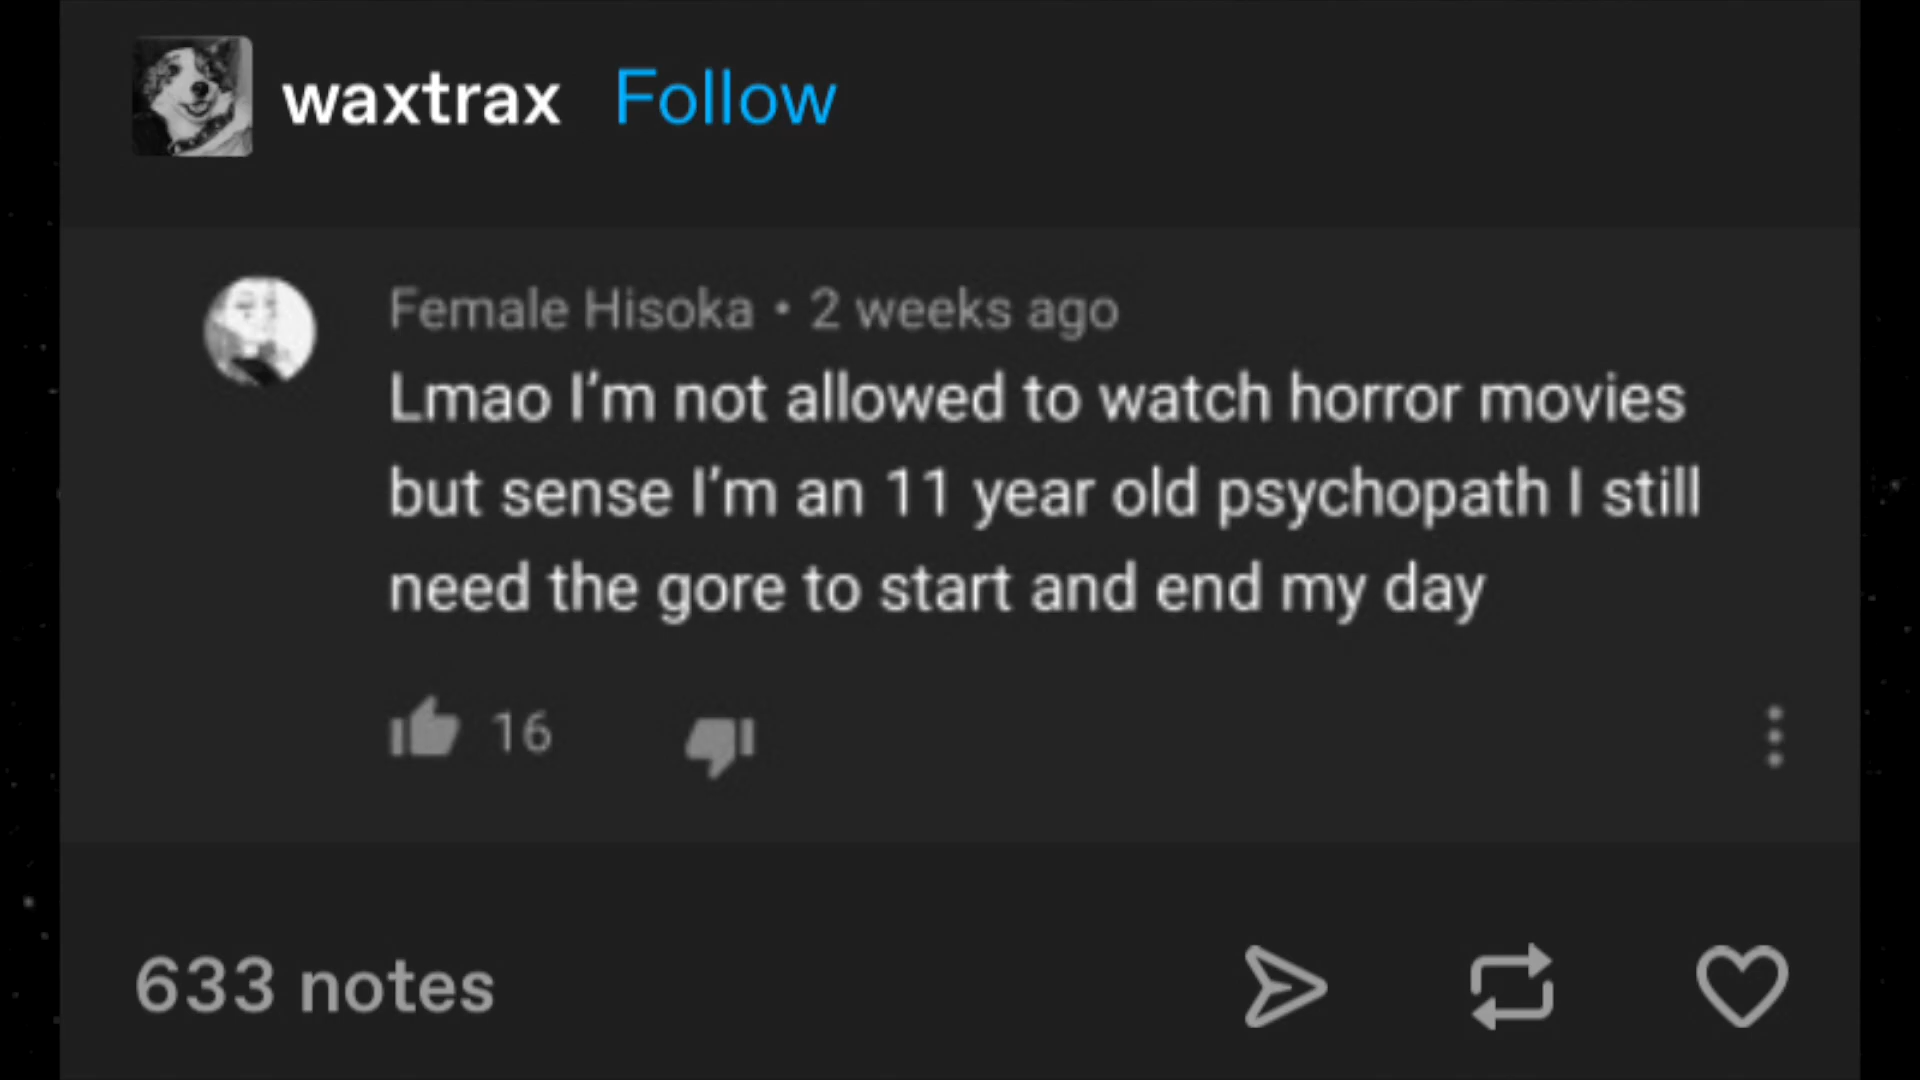 waxtrax Follow
Female Hisoka • 2 weeks ago
Lmao I'm not allowed to watch horror movies
but sense I'm an 11 year old psychopath I still
need the gore to start and end my day
16
633 notes